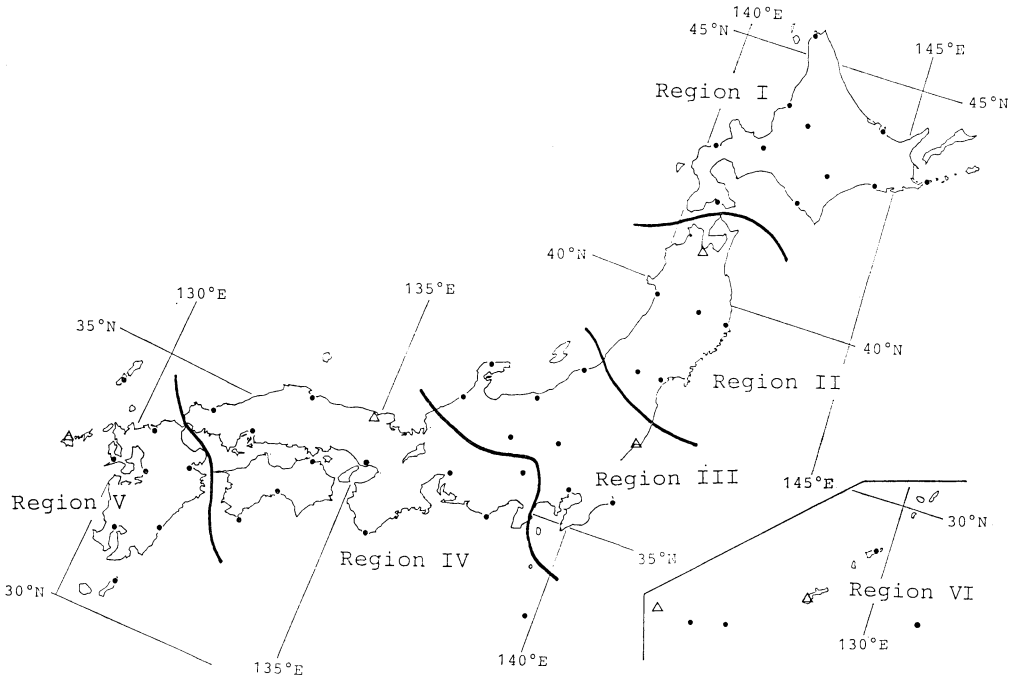 140°E
45°N
145°E
Region I
45°N
40°N
135°E
130°E
35°N
40°N
Region II
Region III
145°E
Region V
30°N
35°N
Region IV
30°N
Region VI
130°E
140°E
135°E